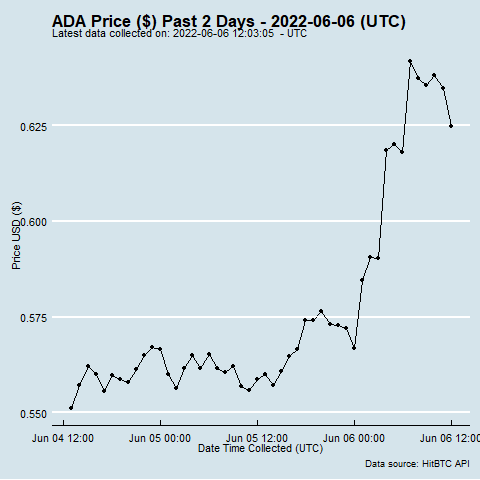 ADA Price ($) Past 2 Days - 2022-06-06 (UTC)
Latest data collected on: 2022-06-06 12:03:05 - UTC
Price USD ($)
0.625
0.600
0.575
0.550
Jun 04 12:00 Jun 05 00:00 Jun 05 12:00 Jun 06 00:00 Jun 06 12:00
Date Time Collected (UTC)
Data source: HitBTC API